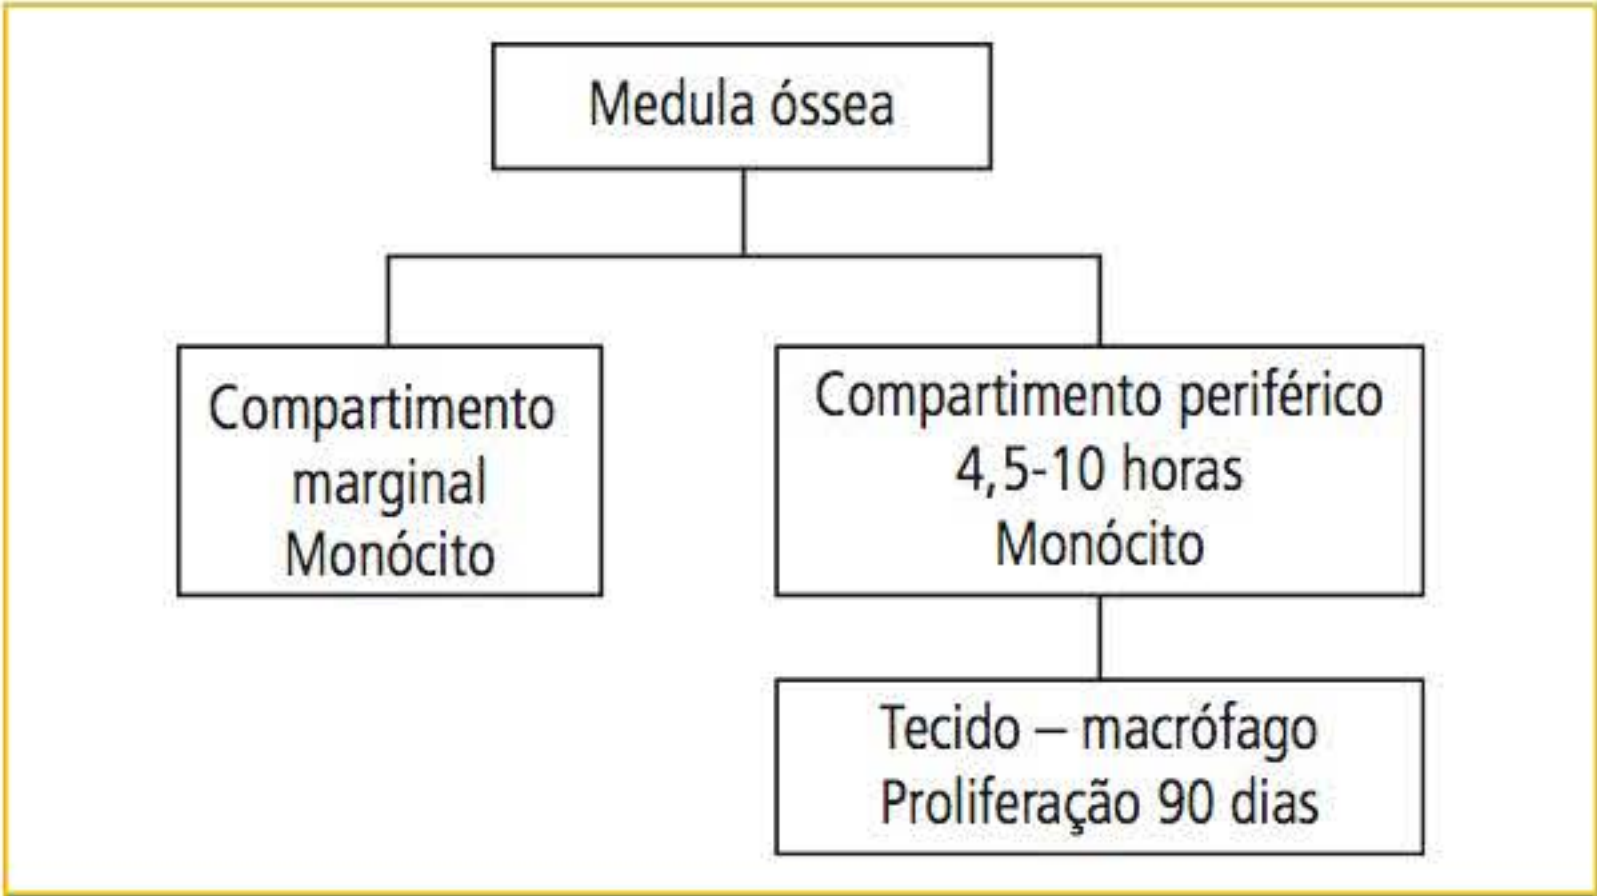 Medula óssea
Compartimento
marginal
Monócito
Compartimento periférico
4,5-10 horas
Monócito
Tecido – macrófago
Proliferação 90 dias